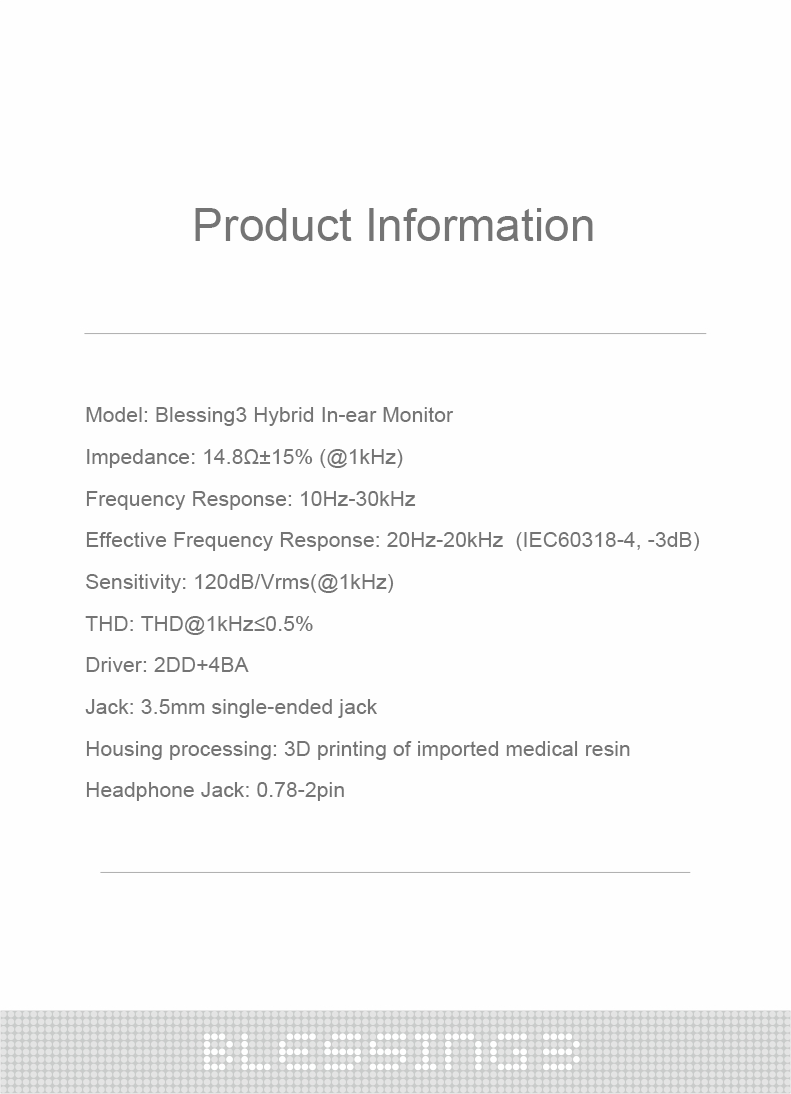 Product Information
Model: Blessing3 Hybrid In-ear Monitor
Impedance: 14.8Ω±15% (@1kHz)
Frequency Response: 10Hz-30kHz
Effective Frequency Response: 20Hz-20kHz (IEC60318-4, -3dB)
Sensitivity: 120dB/Vrms(@1kHz)
THD: THD@1kHz≤0.5%
Driver: 2DD+4BA
Jack: 3.5mm single-ended jack
Housing processing: 3D printing of imported medical resin
Headphone Jack: 0.78-2pin
BLESSING3